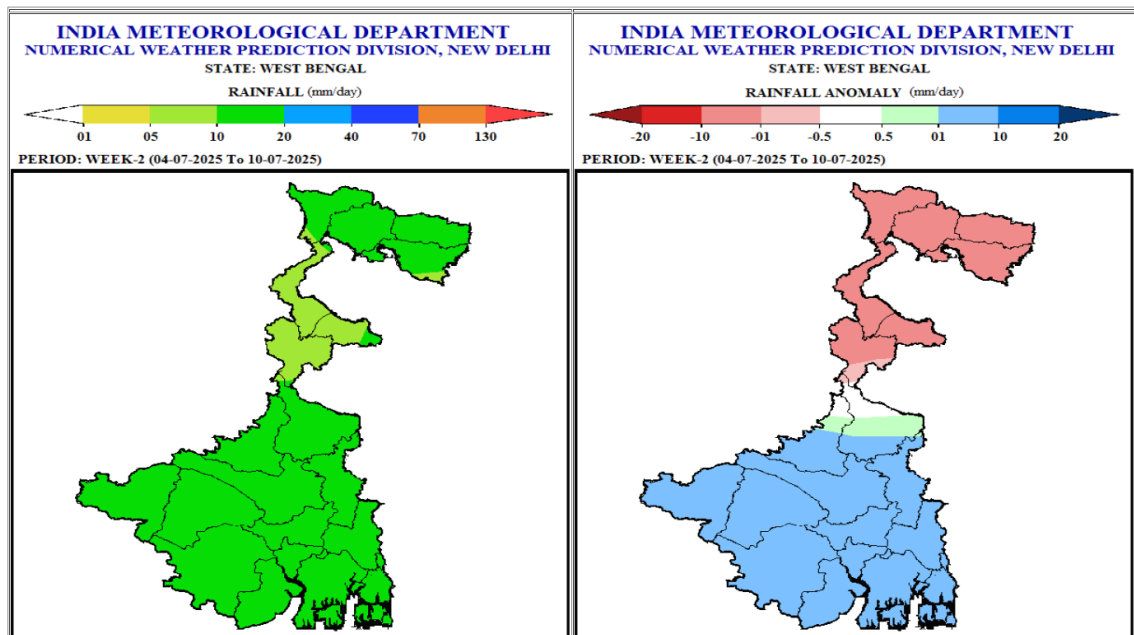 INDIA METEOROLOGICAL DEPARTMENT
NUMERICAL WEATHER PREDICTION DIVISION, NEW DELHI
STATE: WEST BENGAL
RAINFALL (mm/day)
01 05 10 20 40 70 130
PERIOD: WEEK-2 (04-07-2025 To 10-07-2025)
INDIA METEOROLOGICAL DEPARTMENT
NUMERICAL WEATHER PREDICTION DIVISION, NEW DELHI
STATE: WEST BENGAL
RAINFALL ANOMALY (mm/day)
-20 -10 -01 -0.5 0.5 01 10 20
PERIOD: WEEK-2 (04-07-2025 To 10-07-2025)